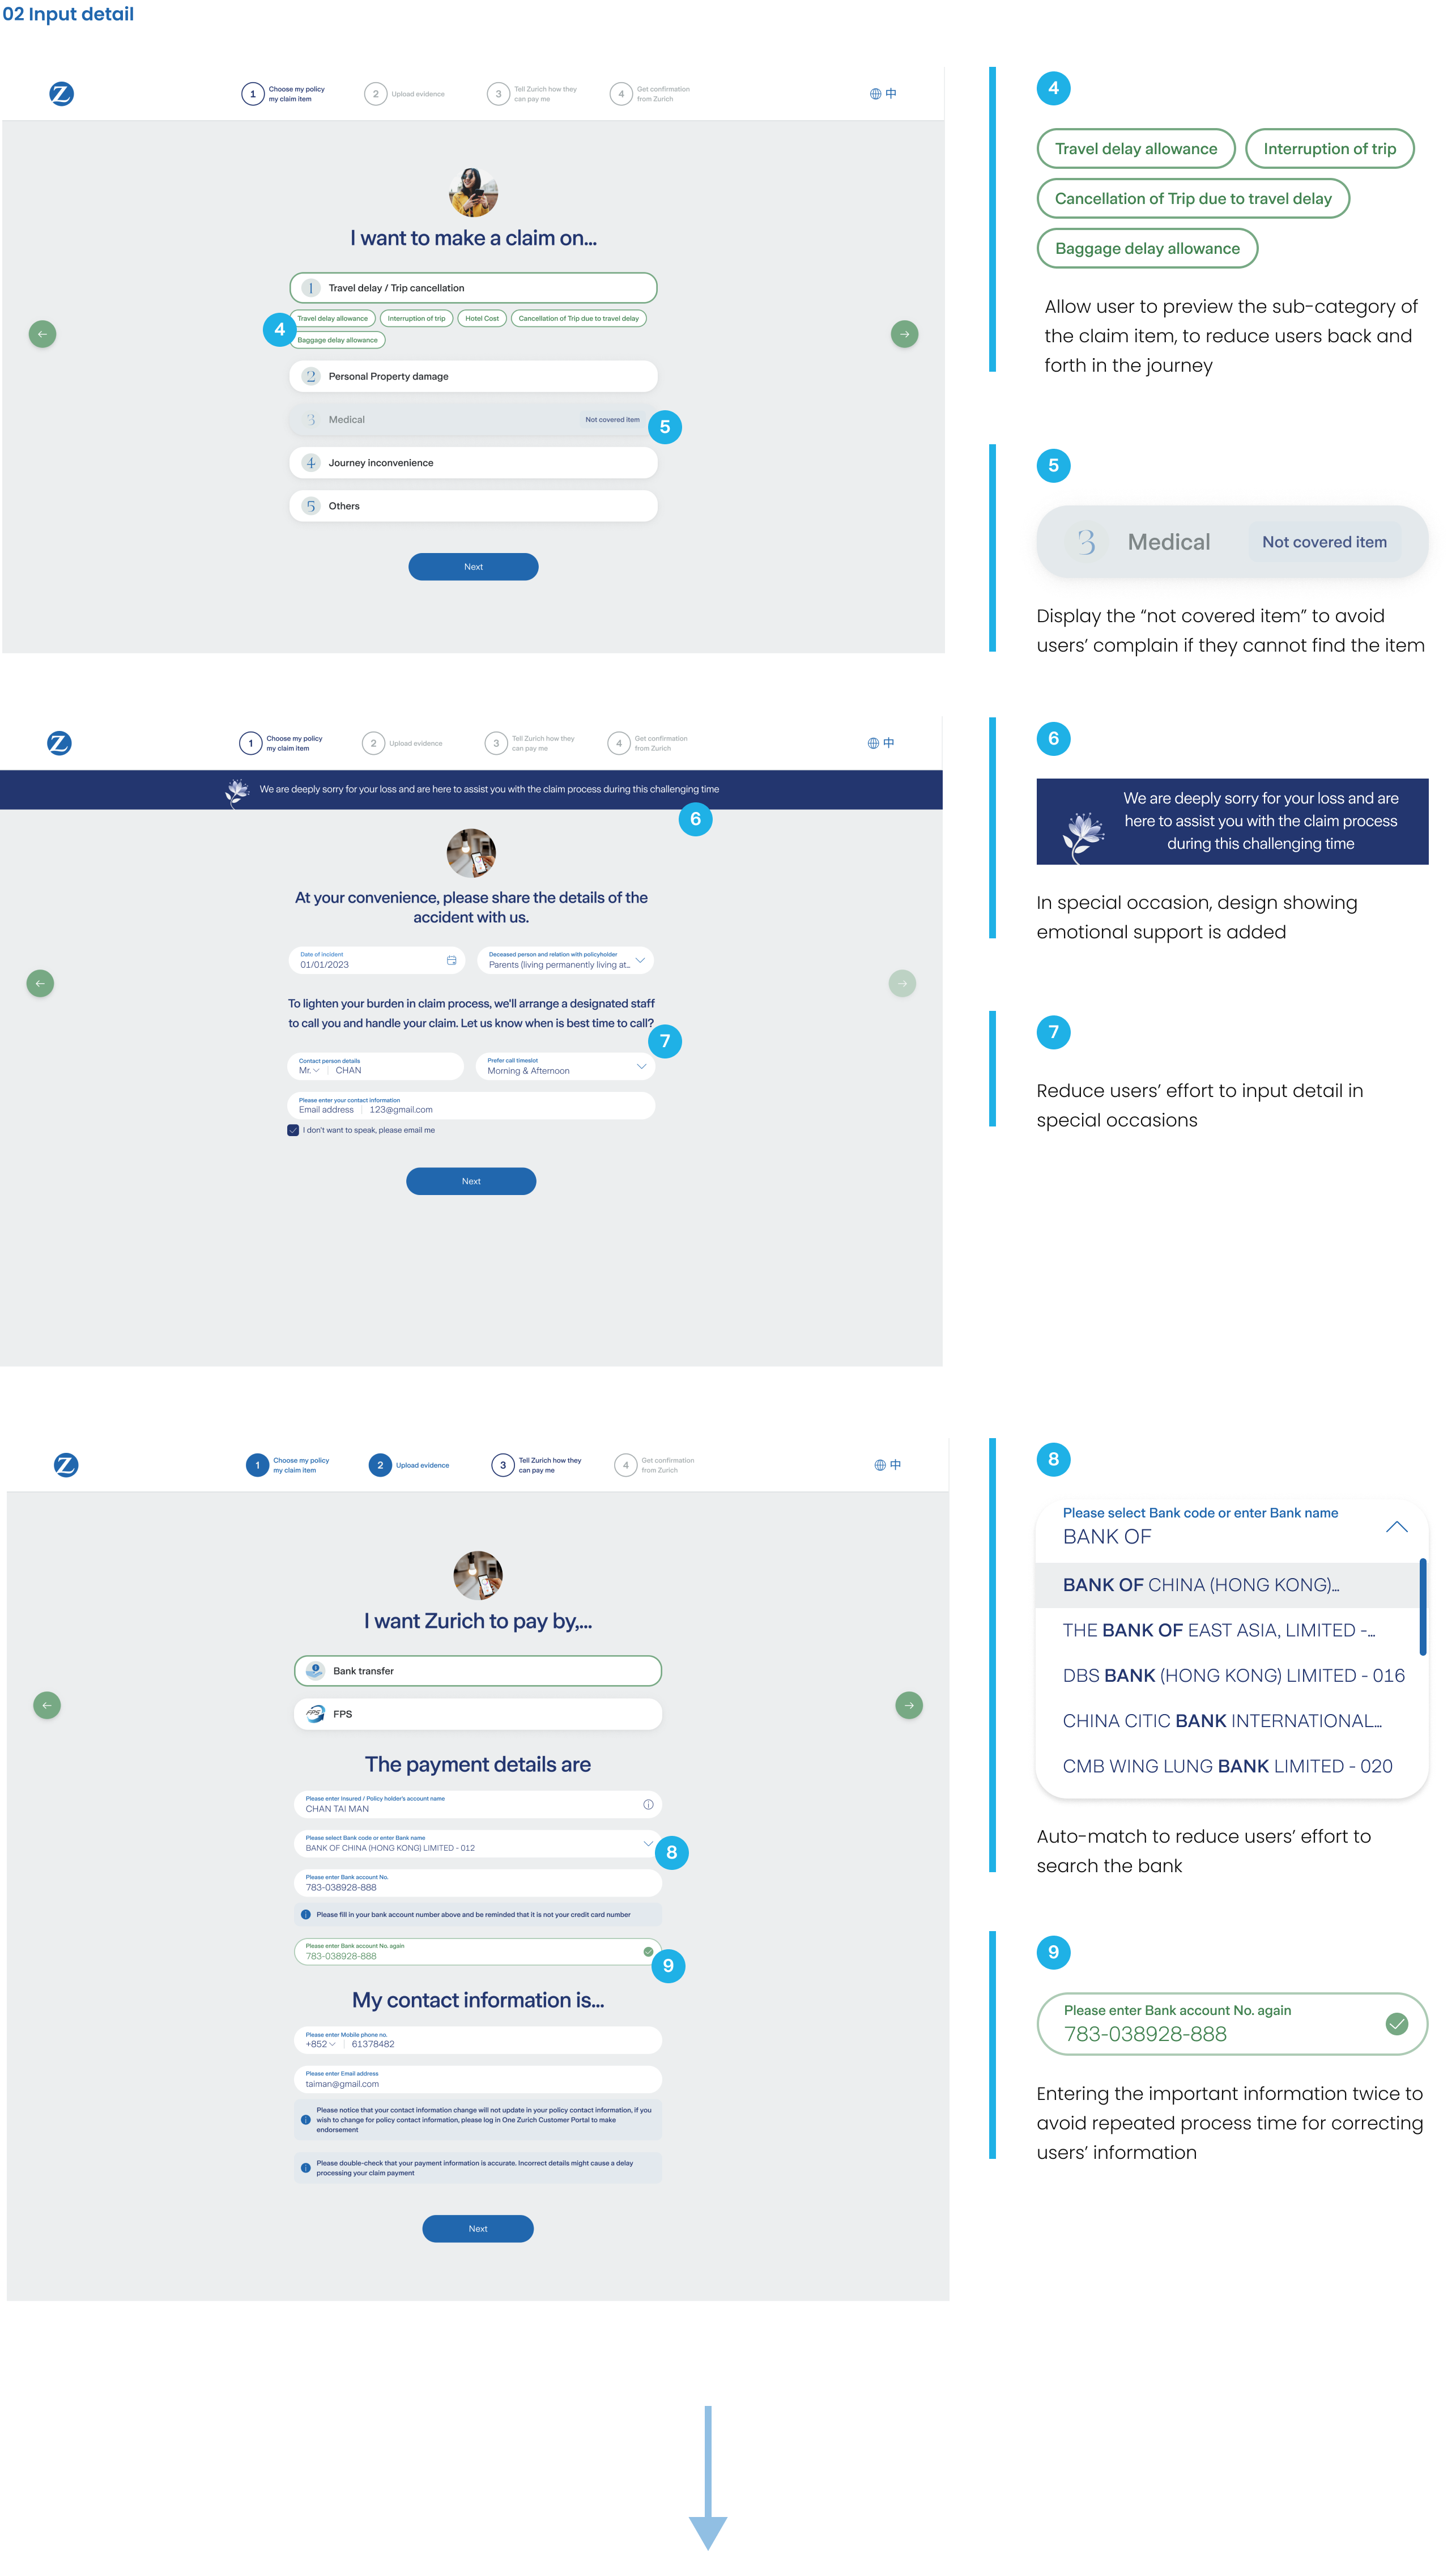 02 Input detail
Z
1
Choose my policy
my claim item
2
Upload evidence
3
Tell Zurich how they
can pay me
4
Get confirmation
from Zurich
中
I want to make a claim on...
1 Travel delay / Trip cancellation
4
Travel delay allowance
Interruption of trip
Hotel Cost
Cancellation of Trip due to travel delay
Baggage delay allowance
2 Personal Property damage
3 Medical
Not covered item
5
4 Journey inconvenience
5 Others
Next
4
Travel delay allowance
Interruption of trip
Cancellation of Trip due to travel delay
Baggage delay allowance
Allow user to preview the sub-category of
the claim item, to reduce users back and
forth in the journey
5
3 Medical
Not covered item
Display the “not covered item” to avoid
users’ complain if they cannot find the item
Z
1
Choose my policy
my claim item
2
Upload evidence
3
Tell Zurich how they
can pay me
4
Get confirmation
from Zurich
中
We are deeply sorry for your loss and are here to assist you with the claim process during this challenging time
6
At your convenience, please share the details of the
accident with us.
Date of incident
01/01/2023
Deceased person and relation with policyholder
Parents (living permanently living at...
To lighten your burden in claim process, we'll arrange a designated staff
to call you and handle your claim. Let us know when is best time to call?
7
Contact person details
Mr. CHAN
Prefer call timeslot
Morning & Afternoon
Please enter your contact information
Email address 123@gmail.com
I don't want to speak, please email me
Next
6
We are deeply sorry for your loss and are
here to assist you with the claim process
during this challenging time
In special occasion, design showing
emotional support is added
7
Reduce users’ effort to input detail in
special occasions
Z
1
Choose my policy
my claim item
2
Upload evidence
3
Tell Zurich how they
can pay me
4
Get confirmation
from Zurich
中
I want Zurich to pay by,...
Bank transfer
FPS FPS
The payment details are
Please enter Insured / Policy holder's account name
CHAN TAI MAN
Please select Bank code or enter Bank name
BANK OF CHINA (HONG KONG) LIMITED - 012
8
Please enter Bank account No.
783-038928-888
Please fill in your bank account number above and be reminded that it is not your credit card number
Please enter Bank account No. again
783-038928-888
9
My contact information is...
Please enter Mobile phone no.
+852 61378482
Please enter Email address
taiman@gmail.com
Please notice that your contact information change will not update in your policy contact information, if you
wish to change for policy contact information, please log in One Zurich Customer Portal to make
endorsement
Please double-check that your payment information is accurate. Incorrect details might cause a delay
processing your claim payment
Next
8
Please select Bank code or enter Bank name
BANK OF
BANK OF CHINA (HONG KONG)...
THE BANK OF EAST ASIA, LIMITED -...
DBS BANK (HONG KONG) LIMITED - 016
CHINA CITIC BANK INTERNATIONAL...
CMB WING LUNG BANK LIMITED - 020
Auto-match to reduce users’ effort to
search the bank
9
Please enter Bank account No. again
783-038928-888
Entering the important information twice to
avoid repeated process time for correcting
users’ information